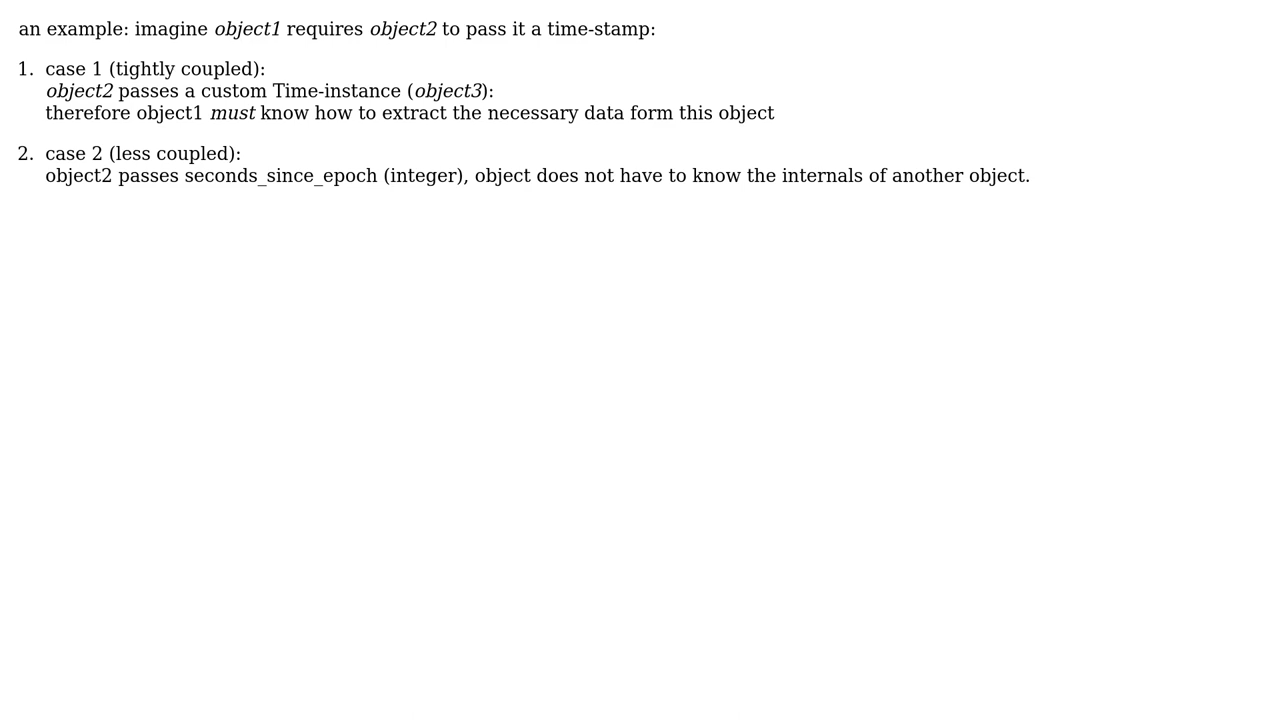 an example: imagine object1 requires object2 to pass it a time-stamp:
1. case 1 (tightly coupled):
object2 passes a custom Time-instance (object3):
therefore object1 must know how to extract the necessary data form this object
2. case 2 (less coupled):
object2 passes seconds_since_epoch (integer), object does not have to know the internals of another object.